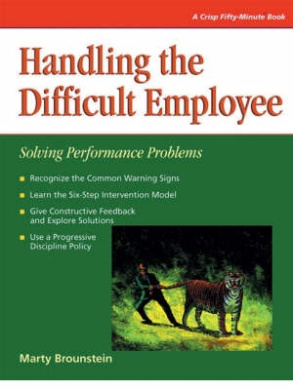 A Crisp Fifty-Minute Book
Handling the
Difficult Employee
Solving Performance Problems
Recognize the Common Warning Signs
Learn the Six-Step Intervention Model
Give Constructive Feedback
and Explore Solutions
Use a Progressive
Discipline Policy
Marty Brounstein